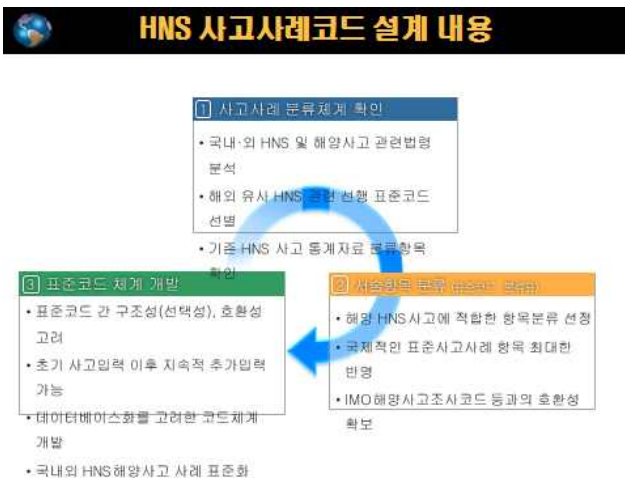 HNS 사고사례코드 설계 내용
1 사고사례 분류체계 확인
• 국내·외 HNS 및 해양사고 관련법령
분석
• 해외 유사 HNS 관련 선행 표준코드
선별
• 기존 HNS 사고 통계자료 분류항목
확인
2 사슬항목 분류
• 해양 HNS사고에 적합한 항목분류 선정
• 국제적인 표준사고사례 항목 최대한
반영
• IMO해양사고조사코드 등과의 호환성
확보
3 표준코드 체계 개발
• 표준코드 간 구조성(선택성), 호환성
고려
• 초기 사고입력 이후 지속적 추가입력
가능
• 데이터베이스화를 고려한 코드체계
개발
• 국내외 HNS해양사고 사례 표준화